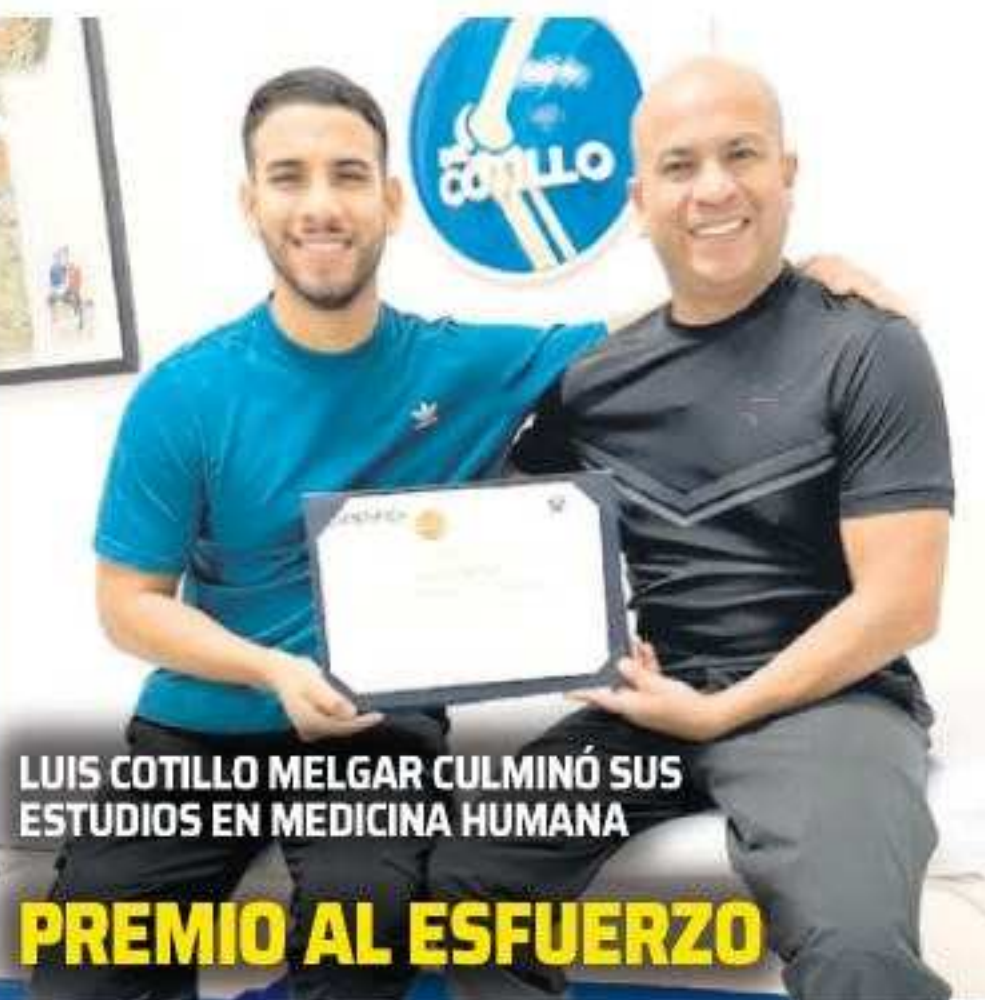 COTILLO
LUIS COTILLO MELGAR CULMINÓ SUS
ESTUDIOS EN MEDICINA HUMANA
PREMIO AL ESFUERZO